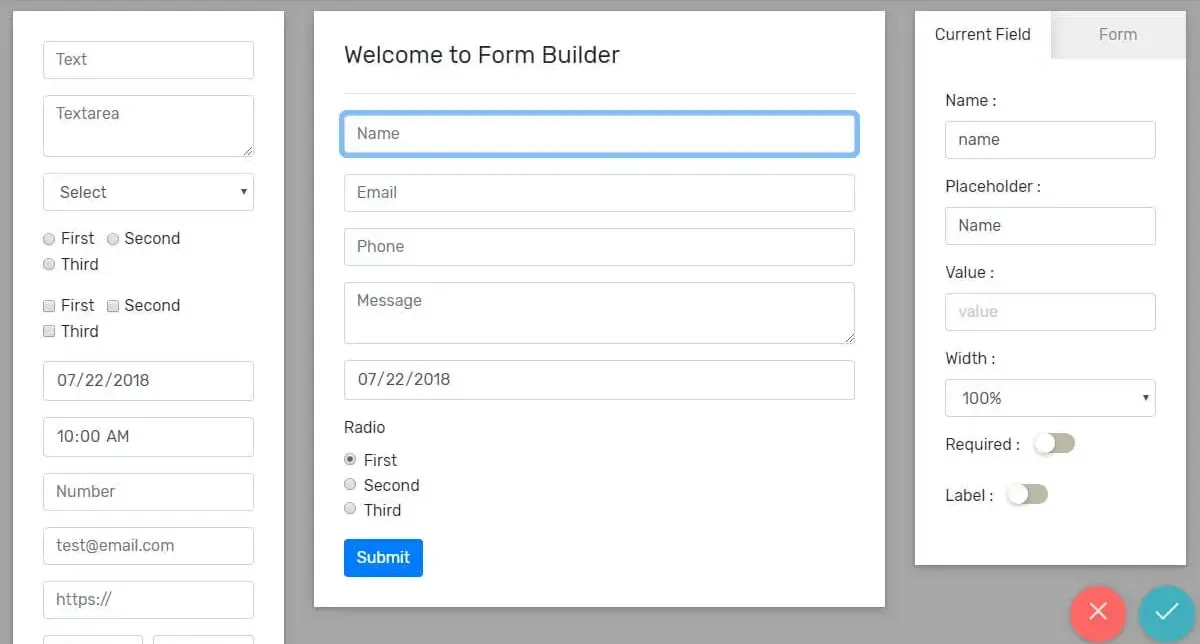 Text
Textarea
Select
First Second
Third
First Second
Third
07/22/2018
10:00 AM
Number
test@email.com
https://
Welcome to Form Builder
Name
Email
Phone
Message
07/22/2018
Radio
First
Second
Third
Submit
Current Field Form
Name :
name
Placeholder :
Name
Value :
value
Width :
100%
Required :
Label :